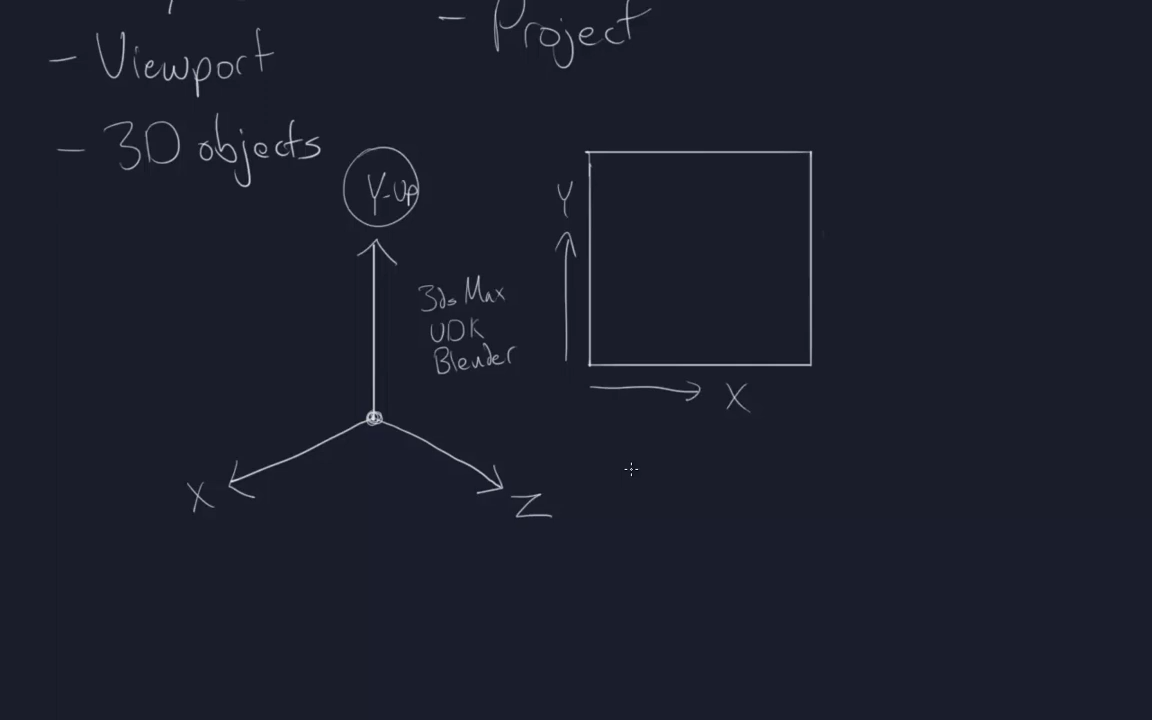 - Project
- Viewport
- 3D objects
Y-Up
Y
3ds Max
UDK
Blender
X
X
Z